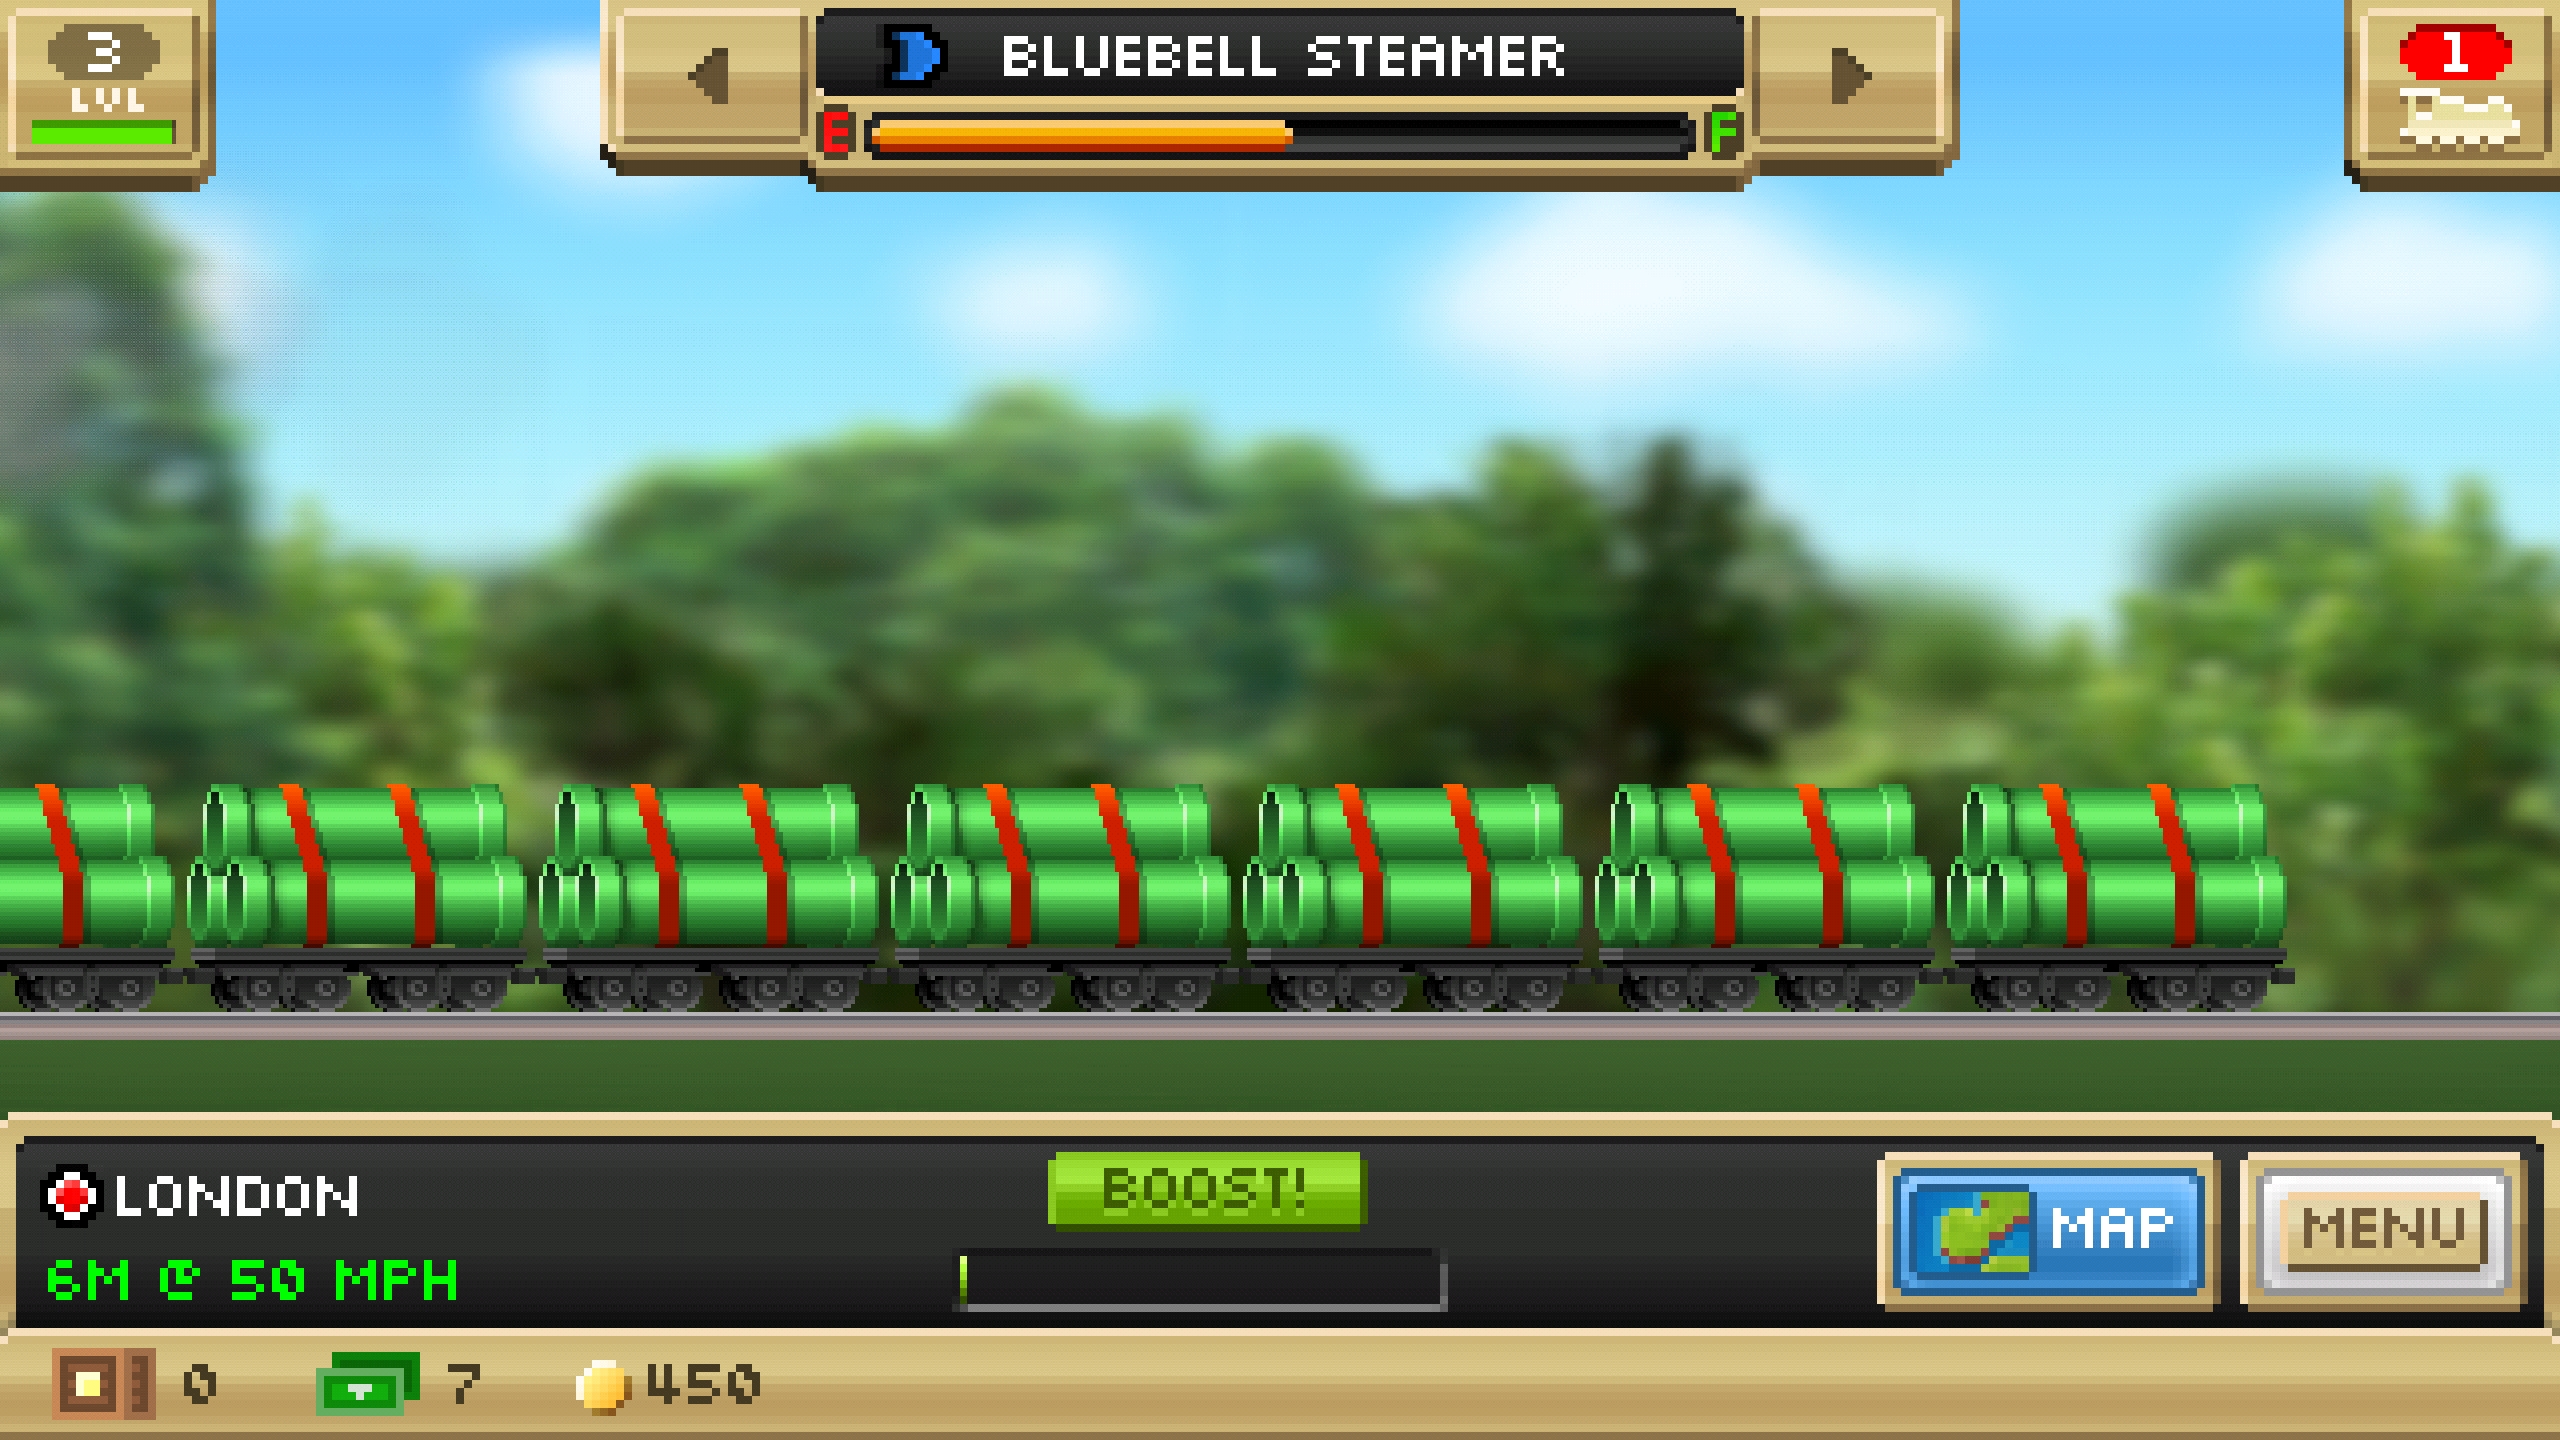 3
LVL
BLUEBELL STEAMER
E F
1
LONDON
6M @ 50 MPH
BOOST!
MAP
MENU
0 7 450